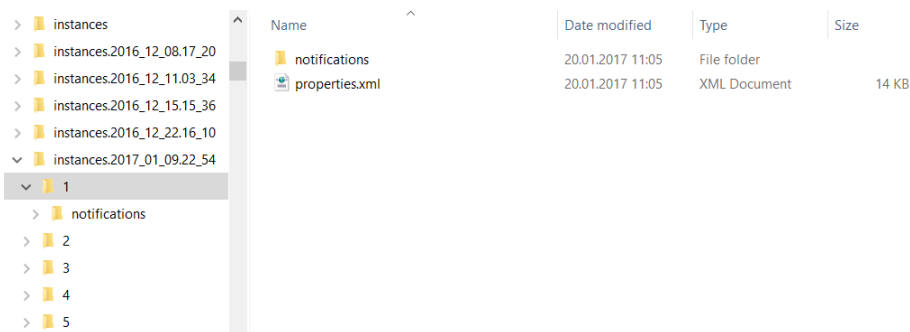 instances
instances.2016_12_08.17_20
instances.2016_12_11.03_34
instances.2016_12_15.15_36
instances.2016_12_22.16_10
instances.2017_01_09.22_54
1
notifications
2
3
4
5
Name Date modified Type Size
notifications 20.01.2017 11:05 File folder
properties.xml 20.01.2017 11:05 XML Document 14 KB